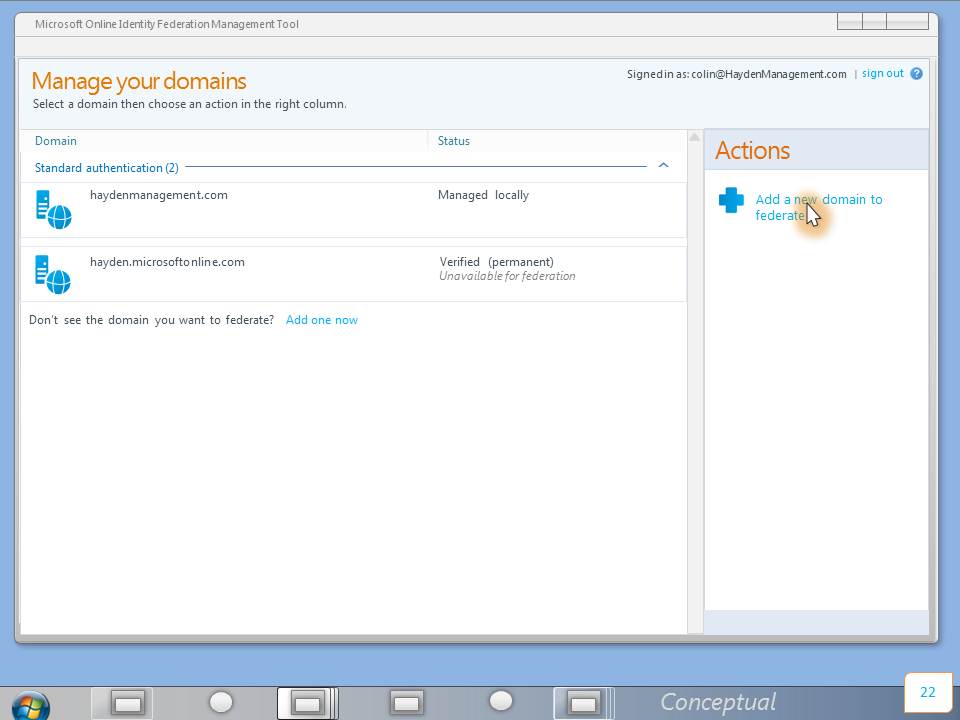 Microsoft Online Identity Federation Management Tool
Manage your domains
Signed in as: colin@HaydenManagement.com | sign out ?
Select a domain then choose an action in the right column.
Domain Status
Actions
Standard authentication (2)
haydenmanagement.com Managed locally
Add a new domain to
federate
hayden.microsoftonline.com Verified (permanent)
Unavailable for federation
Don't see the domain you want to federate? Add one now
Conceptual
22